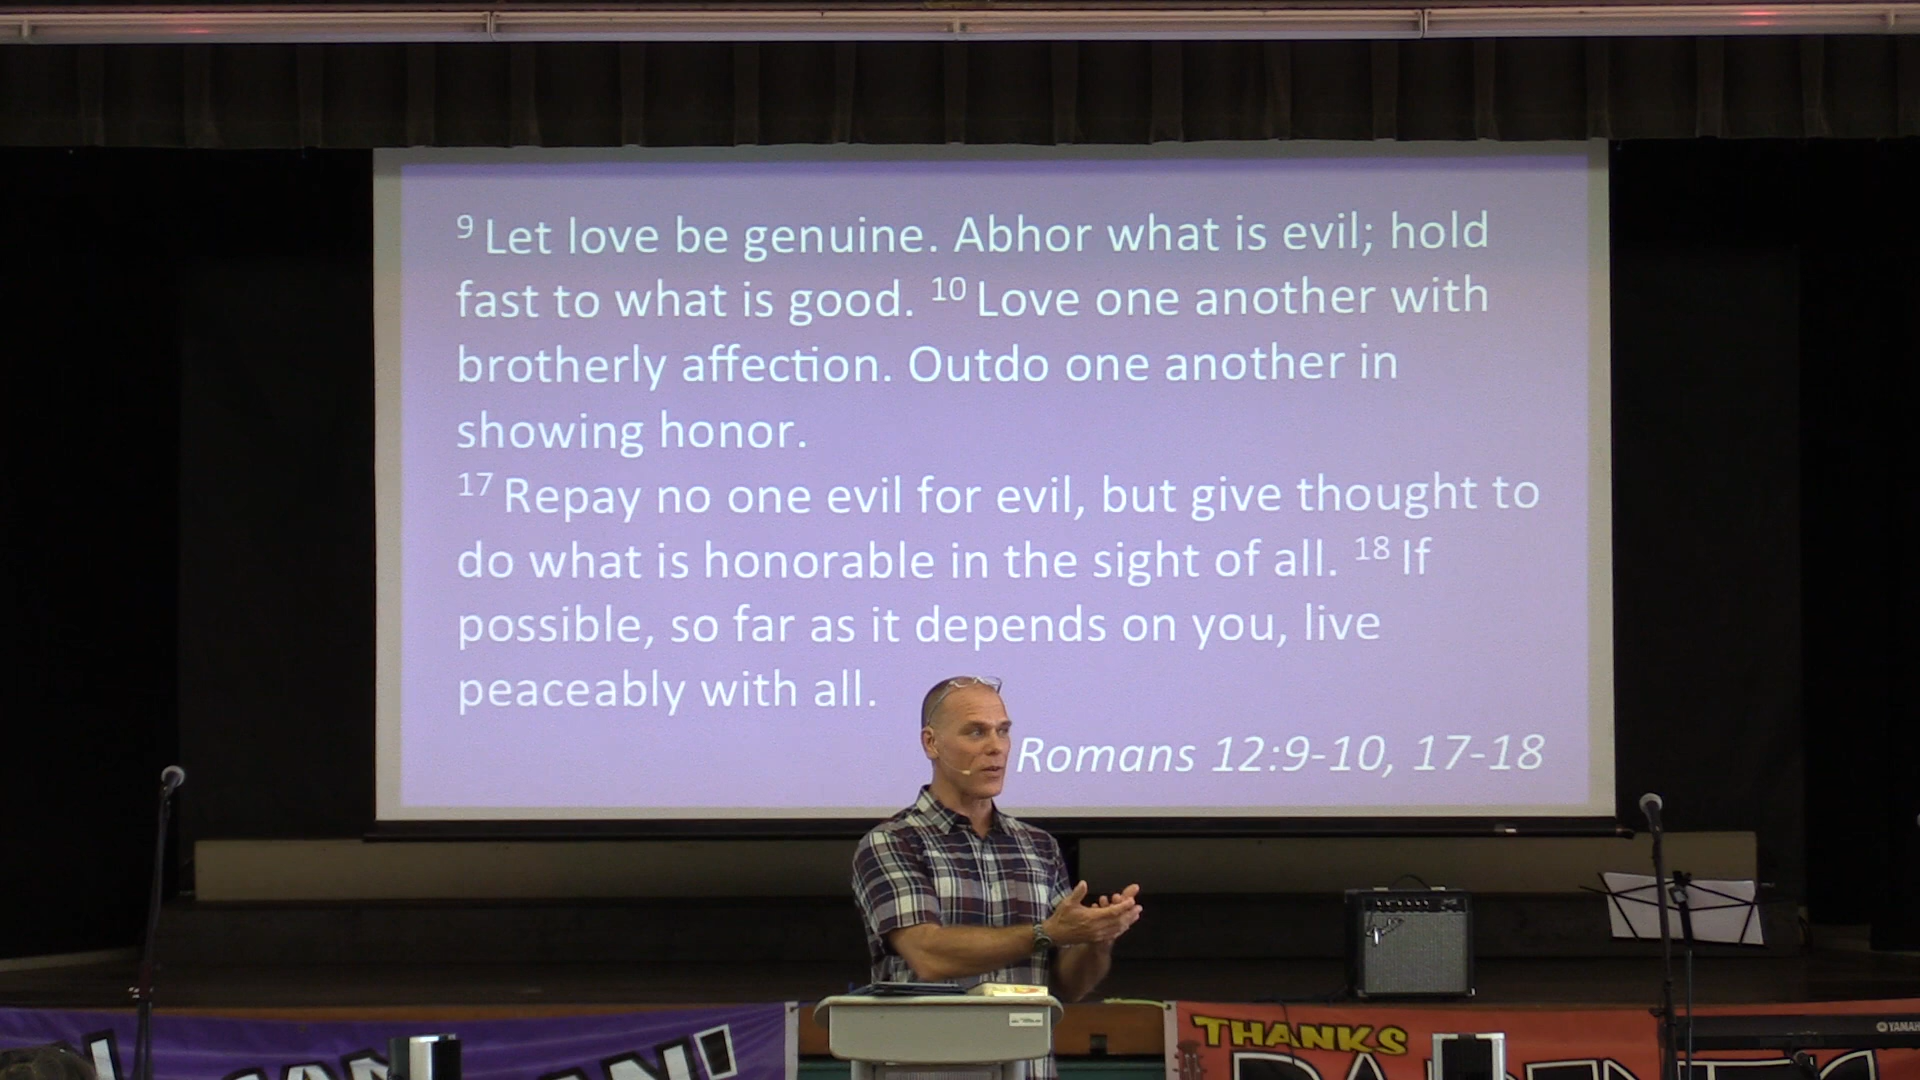 ⁹ Let love be genuine. Abhor what is evil; hold
fast to what is good. ¹⁰ Love one another with
brotherly affection. Outdo one another in
showing honor.
¹⁷ Repay no one evil for evil, but give thought to
do what is honorable in the sight of all. ¹⁸ If
possible, so far as it depends on you, live
peaceably with all.
Romans 12:9-10, 17-18
Fender
THANKS
YAMAHA